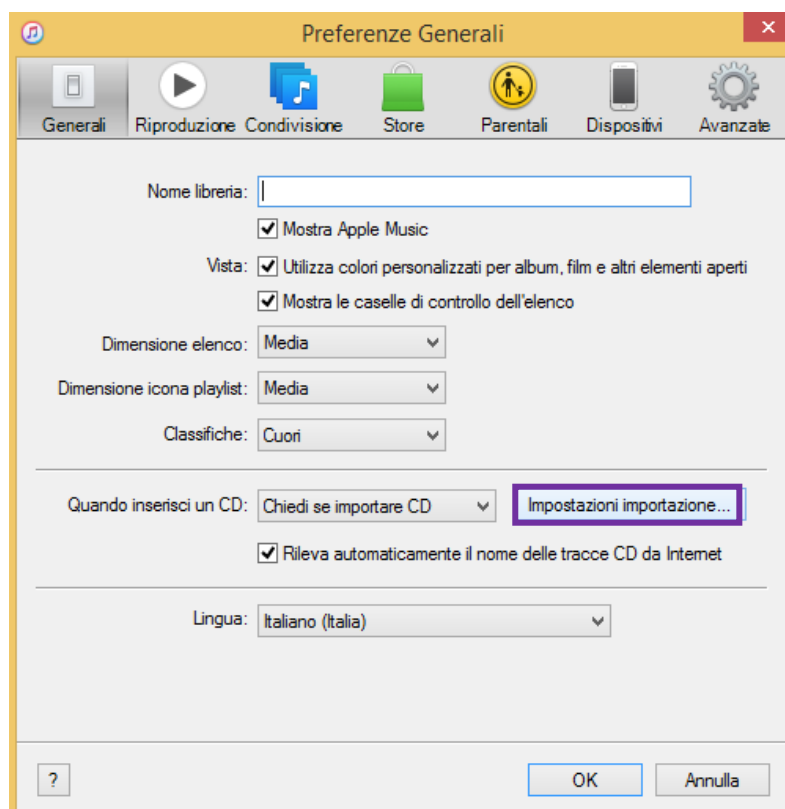 Preferenze Generali
Generali Riproduzione Condivisione Store Parentali Dispositivi Avanzate
Nome libreria:
Mostra Apple Music
Vista: Utilizza colori personalizzati per album, film e altri elementi aperti
Mostra le caselle di controllo dell'elenco
Dimensione elenco: Media
Dimensione icona playlist: Media
Classifiche: Cuori
Quando inserisci un CD: Chiedi se importare CD Impostazioni importazione...
Rileva automaticamente il nome delle tracce CD da Internet
Lingua: Italiano (Italia)
? OK Annulla